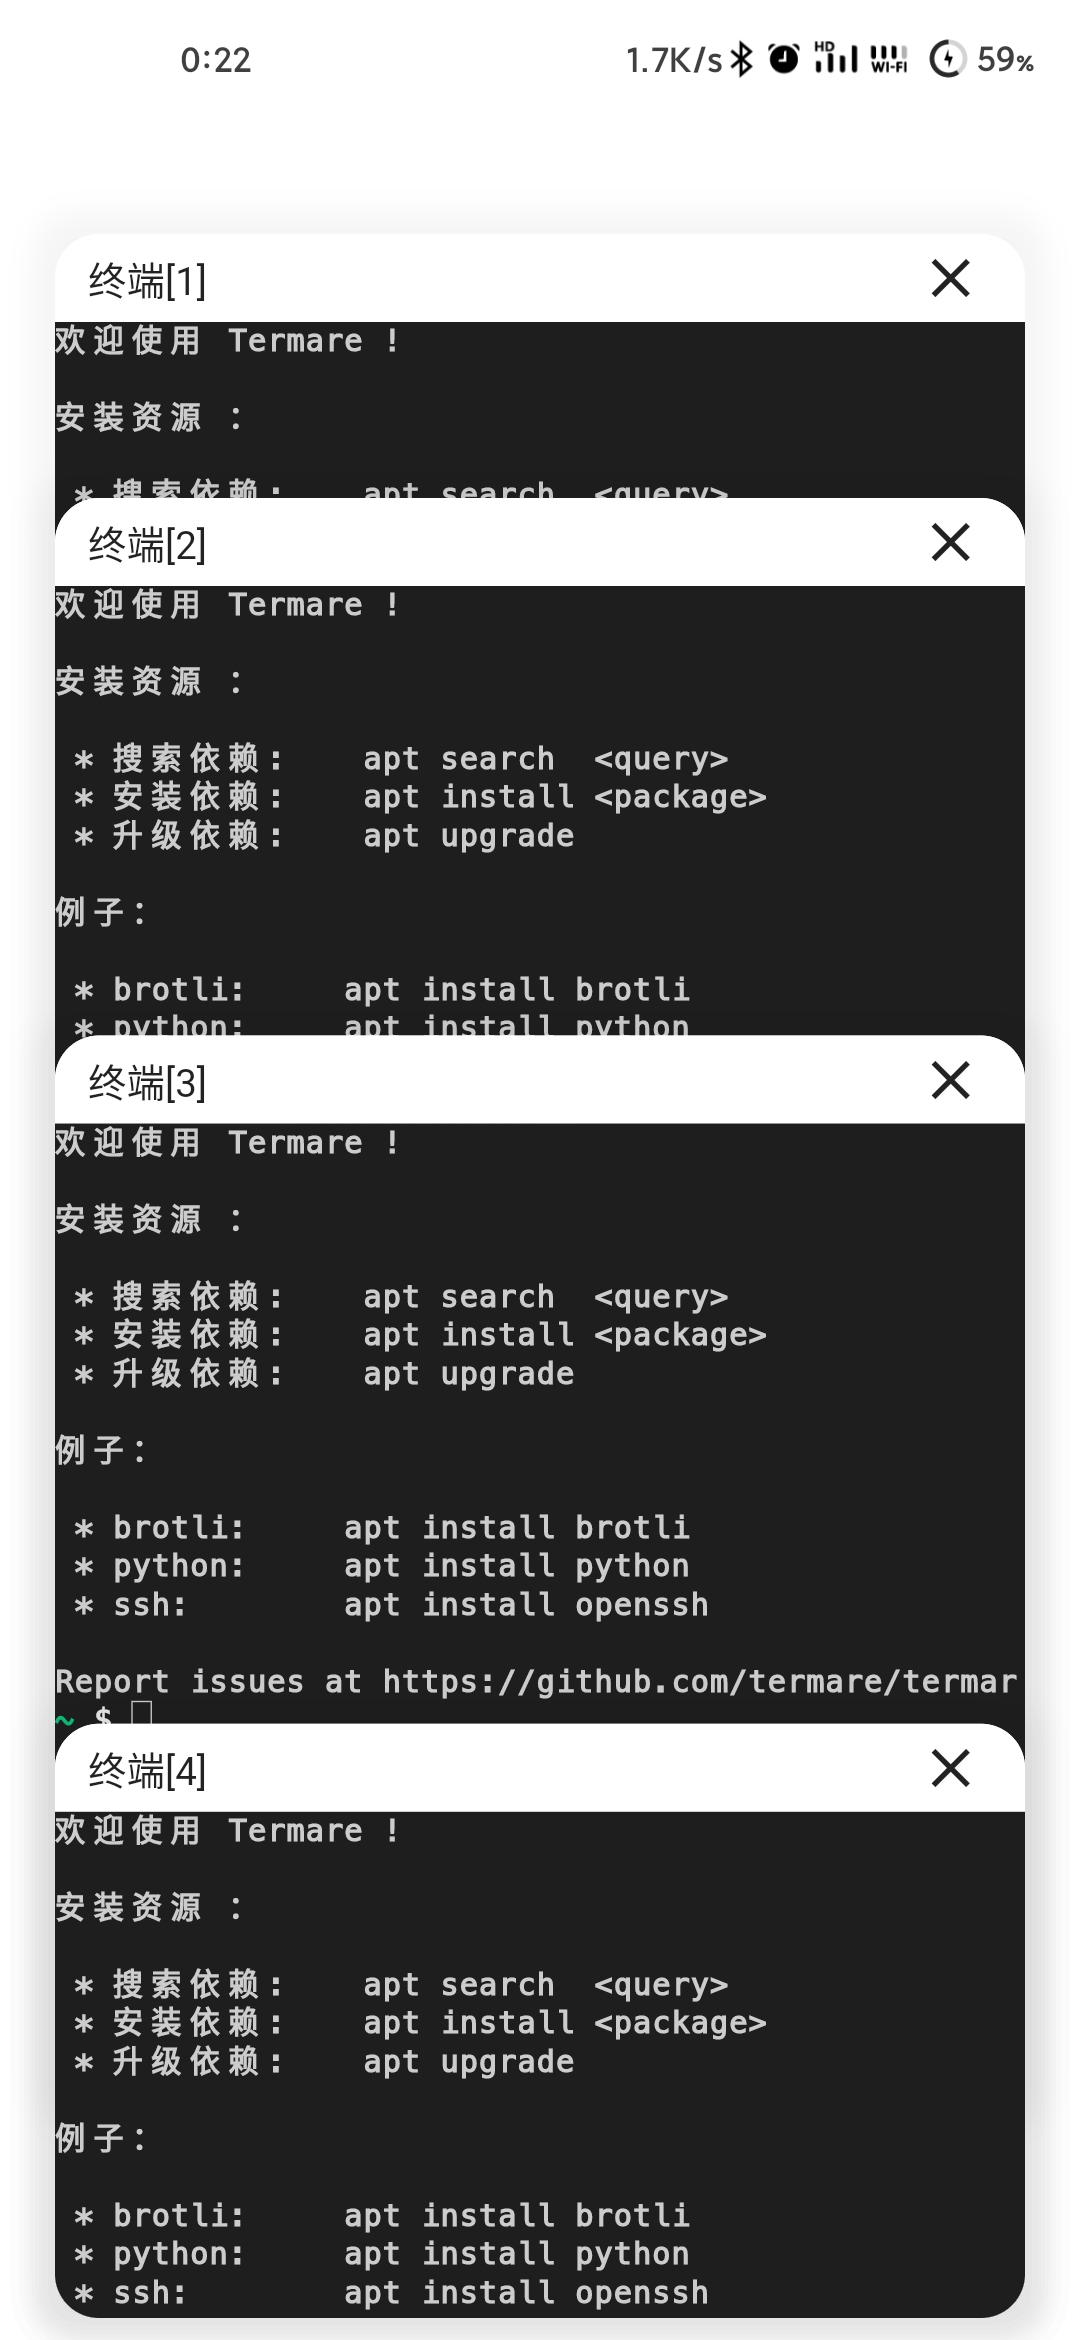 0:22 1.7K/s HD WI-FI 59%
终端[1]
欢迎使用 Termare !
安装资源 :
* 搜索依赖: apt search <query>
终端[2]
欢迎使用 Termare !
安装资源 :
* 搜索依赖: apt search <query>
* 安装依赖: apt install <package>
* 升级依赖: apt upgrade
例子:
* brotli: apt install brotli
* python: apt install python
终端[3]
欢迎使用 Termare !
安装资源 :
* 搜索依赖: apt search <query>
* 安装依赖: apt install <package>
* 升级依赖: apt upgrade
例子:
* brotli: apt install brotli
* python: apt install python
* ssh: apt install openssh
Report issues at https://github.com/termare/termar
~ $
终端[4]
欢迎使用 Termare !
安装资源 :
* 搜索依赖: apt search <query>
* 安装依赖: apt install <package>
* 升级依赖: apt upgrade
例子:
* brotli: apt install brotli
* python: apt install python
* ssh: apt install openssh